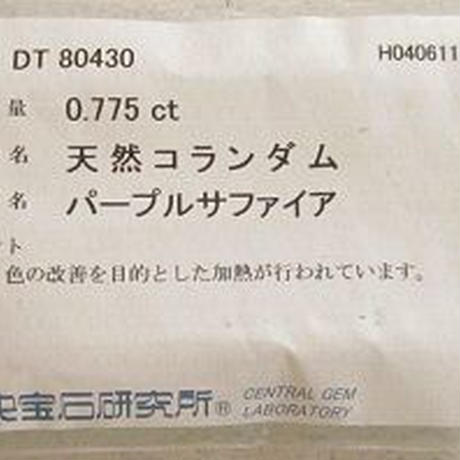 DT 80430 H040611
量 0.775 ct
名 天然コランダム
名 パープルサファイア
ト
色の改善を目的とした加熱が行われています。
央宝石研究所® CENTRAL GEM
LABORATORY